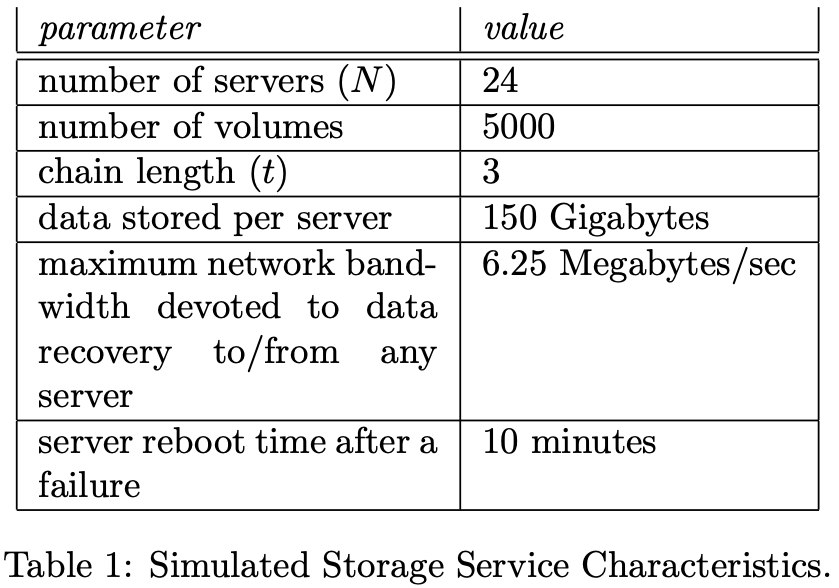 parameter value
number of servers (N) 24
number of volumes 5000
chain length (t) 3
data stored per server 150 Gigabytes
maximum network band- 6.25 Megabytes/sec
width devoted to data
recovery to/from any
server
server reboot time after a 10 minutes
failure
Table 1: Simulated Storage Service Characteristics.